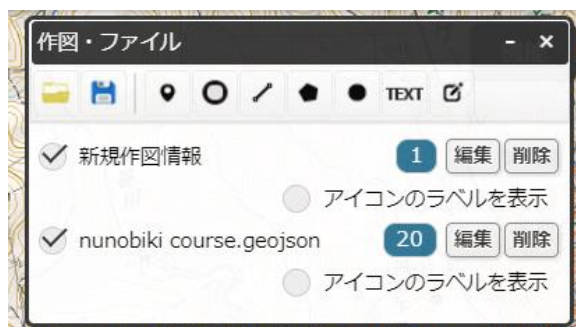 作図・ファイル
TEXT
新規作図情報 1 編集 削除
アイコンのラベルを表示
nunobiki course.geojson 20 編集 削除
アイコンのラベルを表示